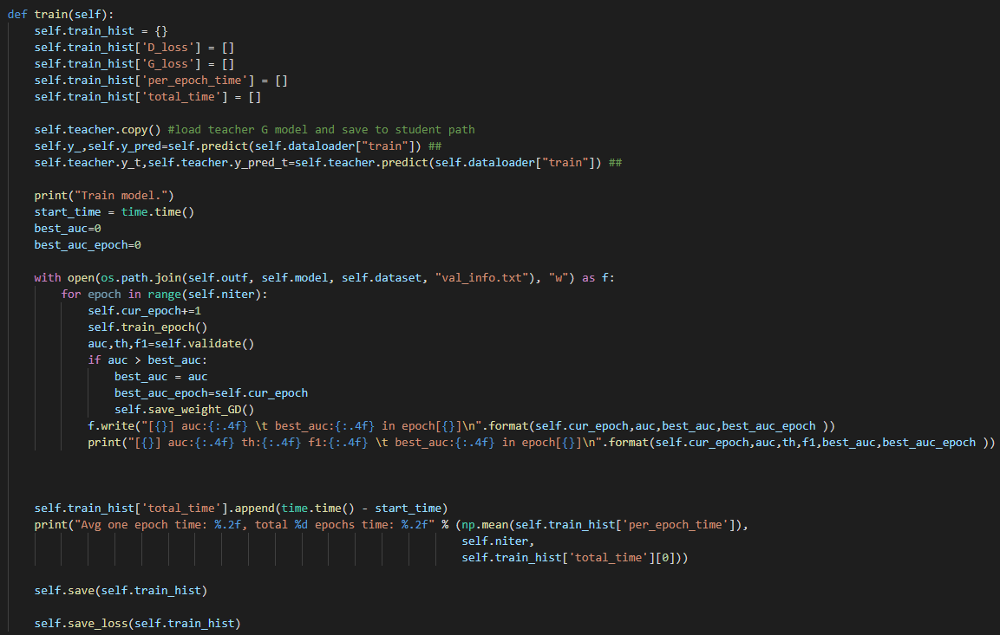 def train(self):
    self.train_hist = {}
    self.train_hist['D_loss'] = []
    self.train_hist['G_loss'] = []
    self.train_hist['per_epoch_time'] = []
    self.train_hist['total_time'] = []

    self.teacher.copy() #load teacher G model and save to student path
    self.y_,self.y_pred=self.predict(self.dataloader["train"]) ##
    self.teacher.y_t,self.teacher.y_pred_t=self.teacher.predict(self.dataloader["train"]) ##

    print("Train model.")
    start_time = time.time()
    best_auc=0
    best_auc_epoch=0

    with open(os.path.join(self.outf, self.model, self.dataset, "val_info.txt"), "w") as f:
        for epoch in range(self.niter):
            self.cur_epoch+=1
            self.train_epoch()
            auc,th,f1=self.validate()
            if auc > best_auc:
                best_auc = auc
                best_auc_epoch=self.cur_epoch
                self.save_weight_GD()
            f.write("[{}] auc:{:.4f} \t best_auc:{:.4f} in epoch[{}]\n".format(self.cur_epoch,auc,best_auc,best_auc_epoch ))
            print("[{}] auc:{:.4f} th:{:.4f} f1:{:.4f} \t best_auc:{:.4f} in epoch[{}]\n".format(self.cur_epoch,auc,th,f1,best_auc,best_auc_epoch ))

    self.train_hist['total_time'].append(time.time() - start_time)
    print("Avg one epoch time: %.2f, total %d epochs time: %.2f" % (np.mean(self.train_hist['per_epoch_time']),
                                                                    self.niter,
                                                                    self.train_hist['total_time'][0]))

    self.save(self.train_hist)

    self.save_loss(self.train_hist)